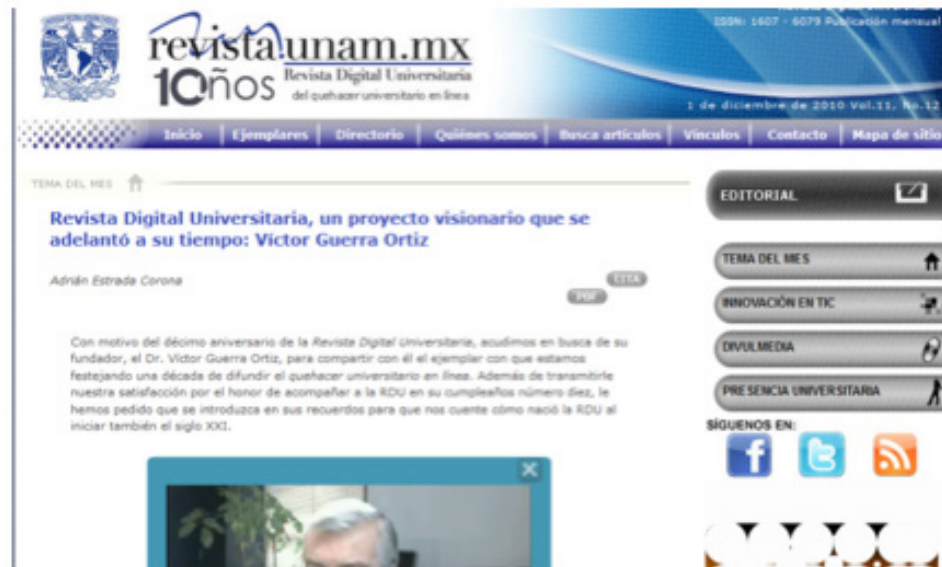 ISSN: 1607 - 6079 Publicación mensual
revista.unam.mx
10ños Revista Digital Universitaria
del quehacer universitario en línea
1 de diciembre de 2010 Vol.11, No.12
Inicio Ejemplares Directorio Quiénes somos Busca artículos Vínculos Contacto Mapa de sitio
TEMA DEL MES
Revista Digital Universitaria, un proyecto visionario que se
adelantó a su tiempo: Víctor Guerra Ortiz
Adrián Estrada Corona
CITA
PDF
Con motivo del décimo aniversario de la Revista Digital Universitaria, acudimos en busca de su
fundador, el Dr. Víctor Guerra Ortiz, para compartir con él el ejemplar con que estamos
festejando una década de difundir el quehacer universitario en línea. Además de transmitirle
nuestra satisfacción por el honor de acompañar a la RDU en su cumpleaños número diez, le
hemos pedido que se introduzca en sus recuerdos para que nos cuente cómo nació la RDU al
iniciar también el siglo XXI.
EDITORIAL
TEMA DEL MES
INNOVACIÓN EN TIC
DIVULMEDIA
PRESENCIA UNIVERSITARIA
SÍGUENOS EN: